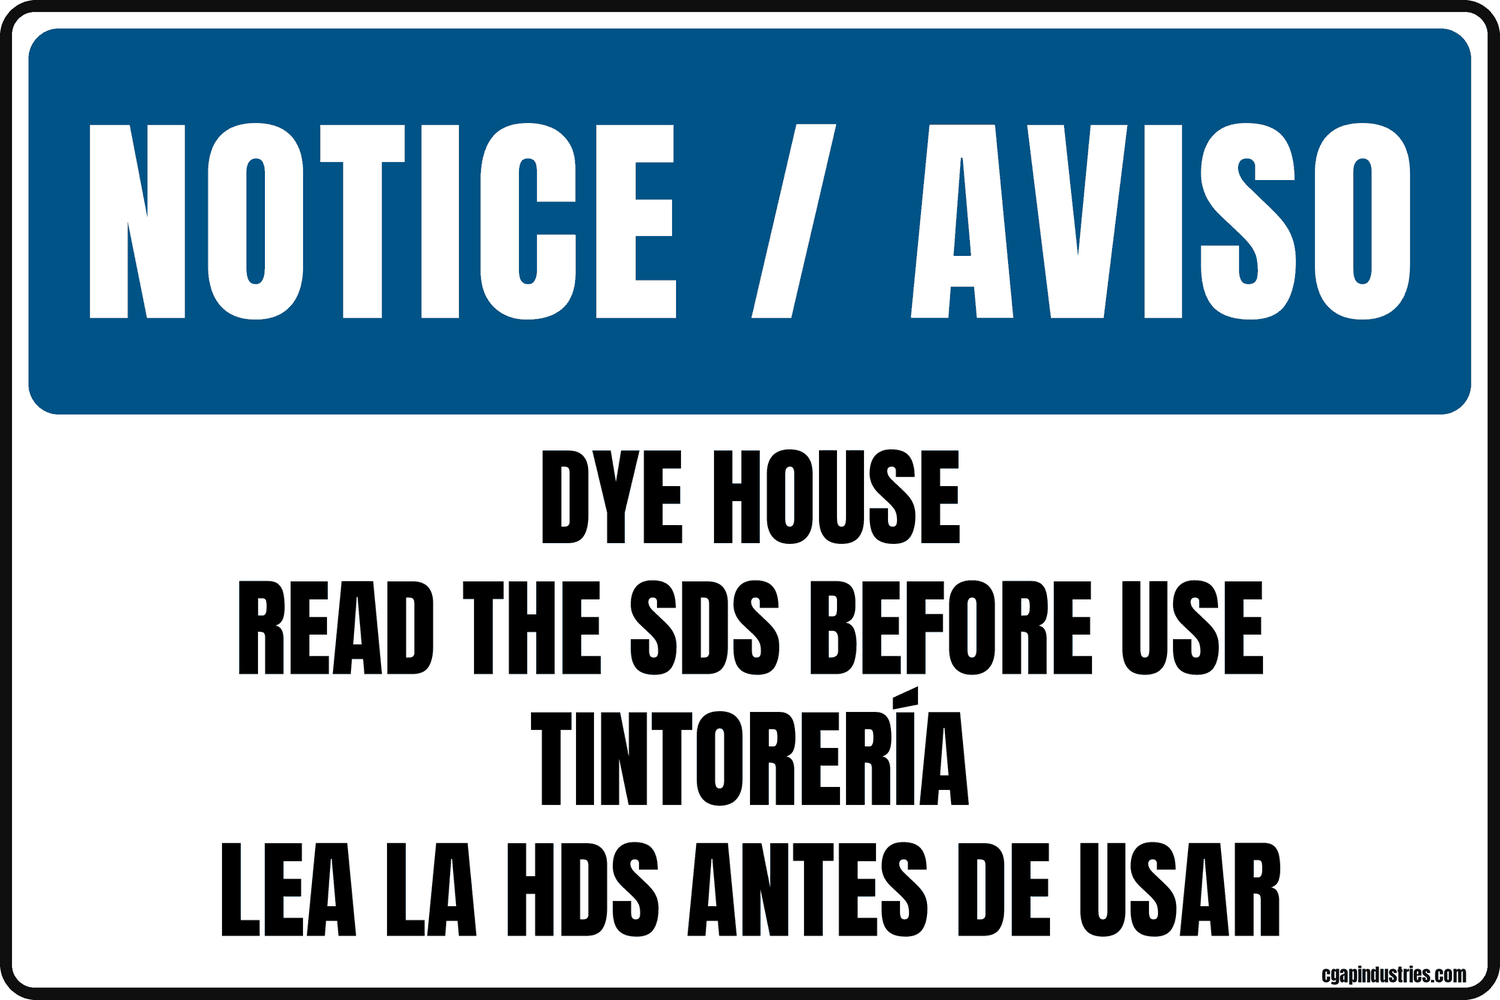 NOTICE / AVISO
DYE HOUSE
READ THE SDS BEFORE USE
TINTORERÍA
LEA LA HDS ANTES DE USAR
cgapindustries.com